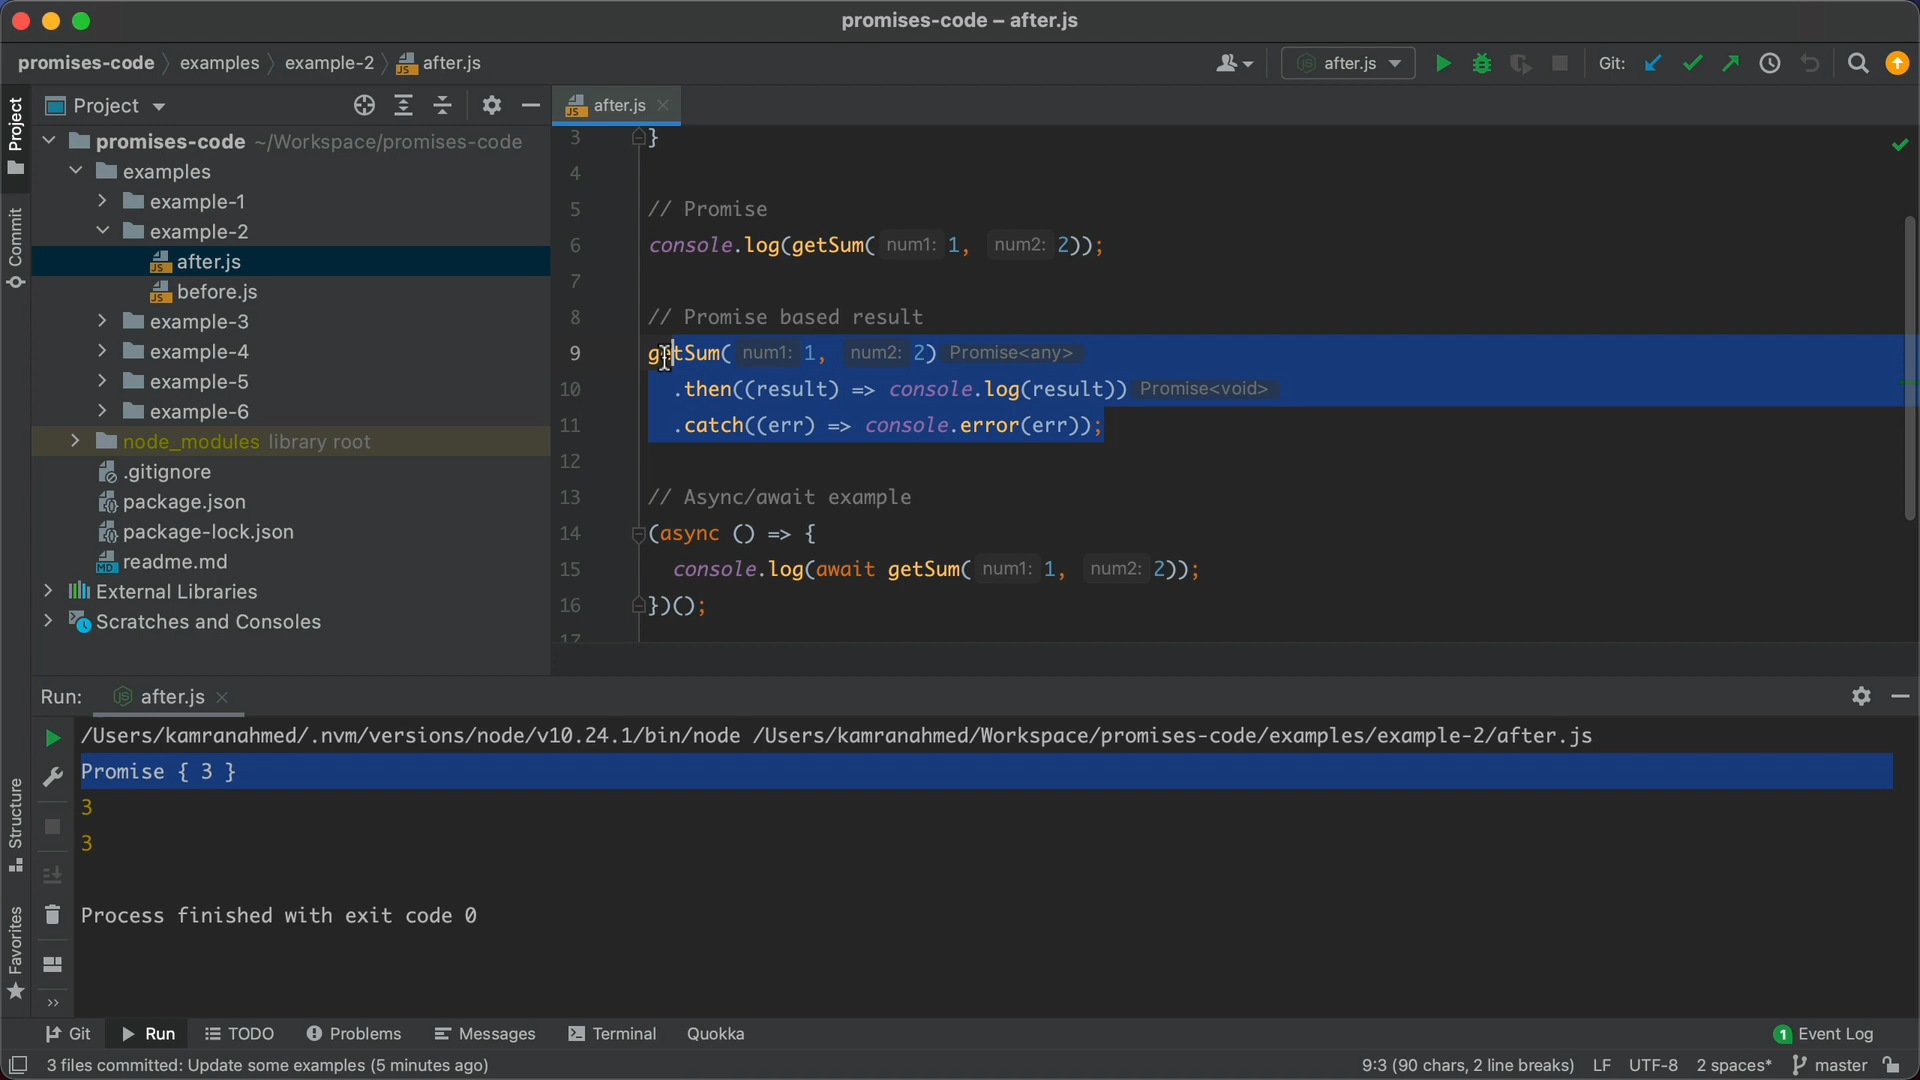 promises-code – after.js
promises-code examples example-2 after.js
after.js Git:
Project
after.js
Project
Commit
Structure
Favorites
promises-code ~/Workspace/promises-code
examples
example-1
example-2
after.js
before.js
example-3
example-4
example-5
example-6
node_modules library root
.gitignore
package.json
package-lock.json
readme.md
External Libraries
Scratches and Consoles
3 }
4
5 // Promise
6 console.log(getSum( num1: 1, num2: 2));
7
8 // Promise based result
9 getSum( num1: 1, num2: 2) Promise<any>
10 .then((result) => console.log(result)) Promise<void>
11 .catch((err) => console.error(err));
12
13 // Async/await example
14 (async () => {
15 console.log(await getSum( num1: 1, num2: 2));
16 })();
17
Run: after.js
/Users/kamranahmed/.nvm/versions/node/v10.24.1/bin/node /Users/kamranahmed/Workspace/promises-code/examples/example-2/after.js
Promise { 3 }
3
3
Process finished with exit code 0
Git Run TODO Problems Messages Terminal Quokka 1 Event Log
3 files committed: Update some examples (5 minutes ago) 9:3 (90 chars, 2 line breaks) LF UTF-8 2 spaces* master